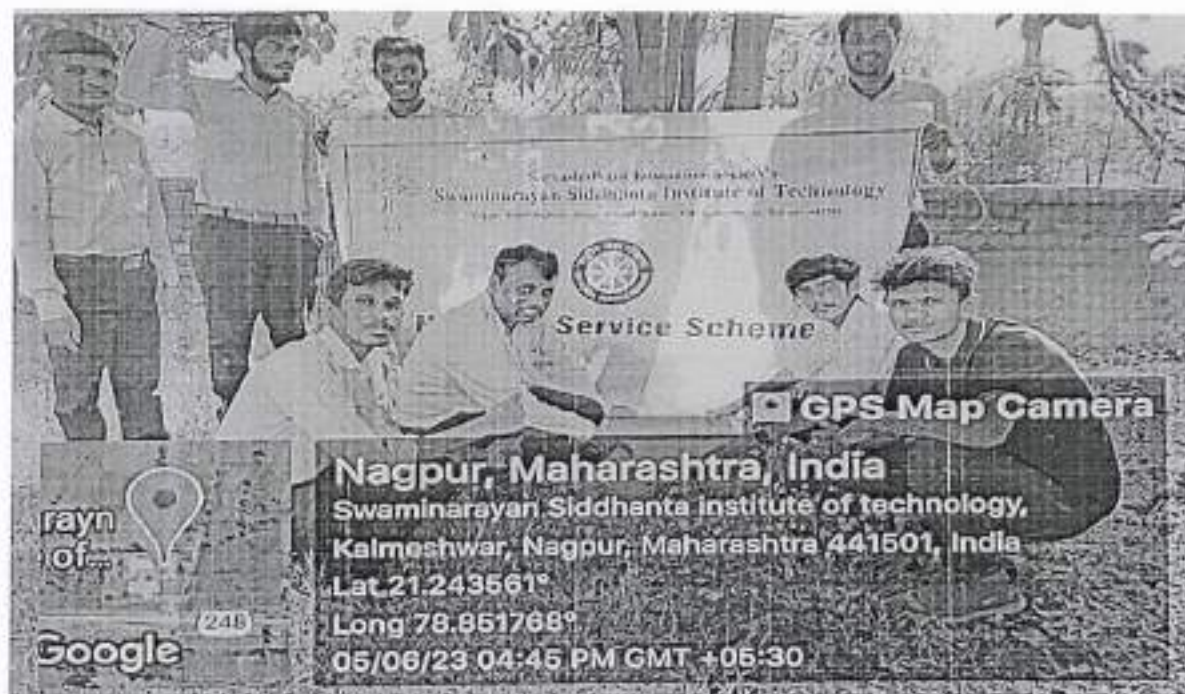 Swaminarayan Siddhanta Institute of Technology
Service Scheme
GPS Map Camera
Nagpur, Maharashtra, India
Swaminarayan Siddhanta institute of technology,
Kalmeshwar, Nagpur, Maharashtra 441501, India
Lat 21.243561°
Long 78.851768°
05/06/23 04:45 PM GMT +05:30
rayn
of...
248
Google